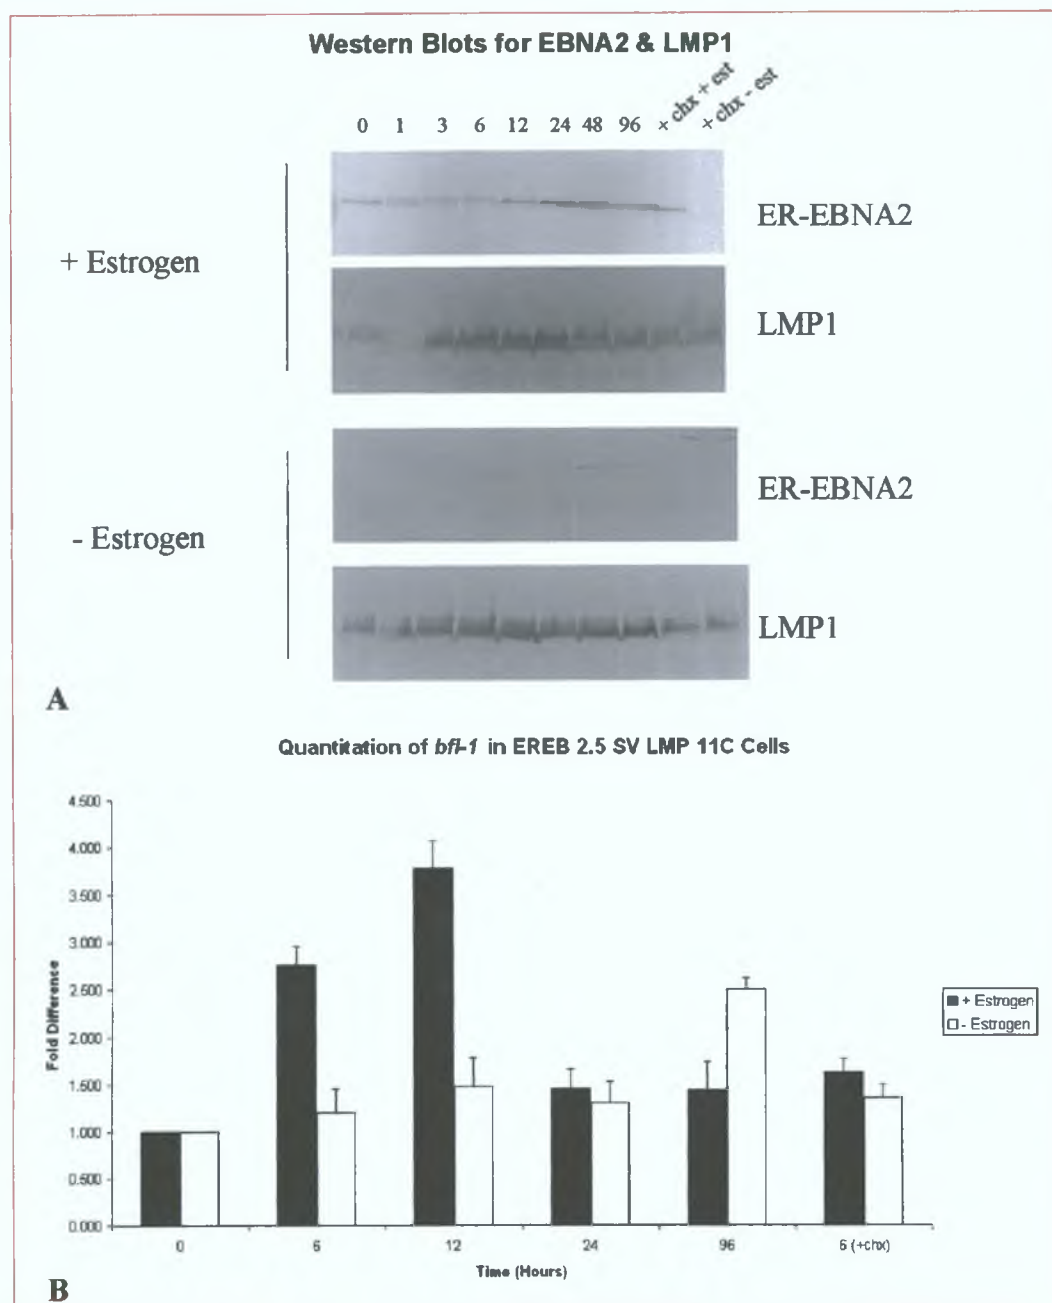 Western Blots for EBNA2 & LMP1
0 1 3 6 12 24 48 96 + chx + est + chx - est
+ Estrogen
ER-EBNA2
LMP1
- Estrogen
ER-EBNA2
LMP1
A
Quantitation of bfl-1 in EREB 2.5 SV LMP 11C Cells
Fold Difference
4.500
4.000
3.500
3.000
2.500
2.000
1.500
1.000
0.500
0.000
0 6 12 24 96 6 (+chx)
Time (Hours)
+ Estrogen
- Estrogen
B